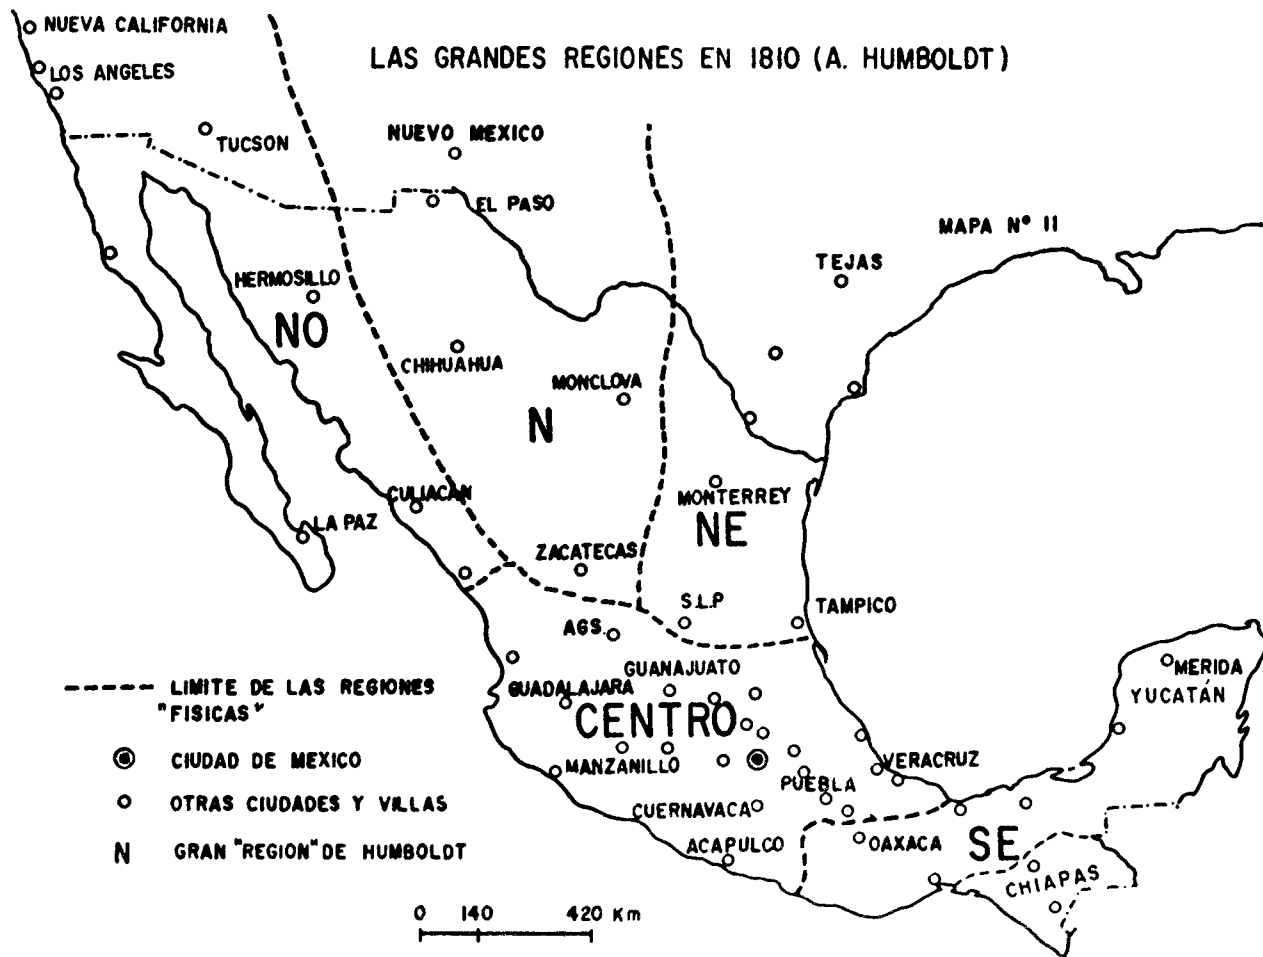 LAS GRANDES REGIONES EN 1810 (A. HUMBOLDT)
NUEVA CALIFORNIA
LOS ANGELES
TUCSON
NUEVO MEXICO
EL PASO
MAPA Nº 11
TEJAS
HERMOSILLO
NO
CHIHUAHUA
MONCLOVA
N
CULIACÁN
MONTERREY
NE
LA PAZ
ZACATECAS
S.L.P
TAMPICO
AGS.
GUANAJUATO
MERIDA
YUCATÁN
GUADALAJARA
CENTRO
MANZANILLO
VERACRUZ
PUEBLA
CUERNAVACA
ACAPULCO
OAXACA
SE
CHIAPAS
LIMITE DE LAS REGIONES
"FISICAS"
CIUDAD DE MEXICO
OTRAS CIUDADES Y VILLAS
N GRAN "REGION" DE HUMBOLDT
0 140 420 Km